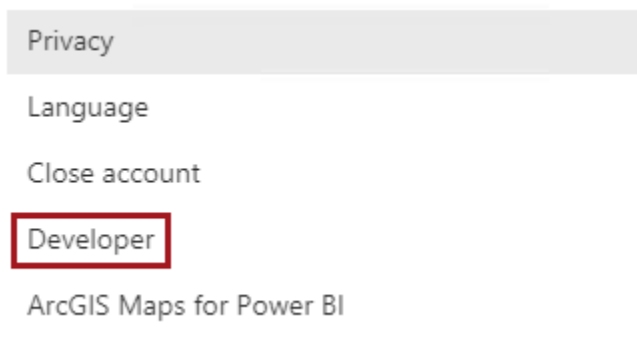 Privacy
Language
Close account
Developer
ArcGIS Maps for Power BI